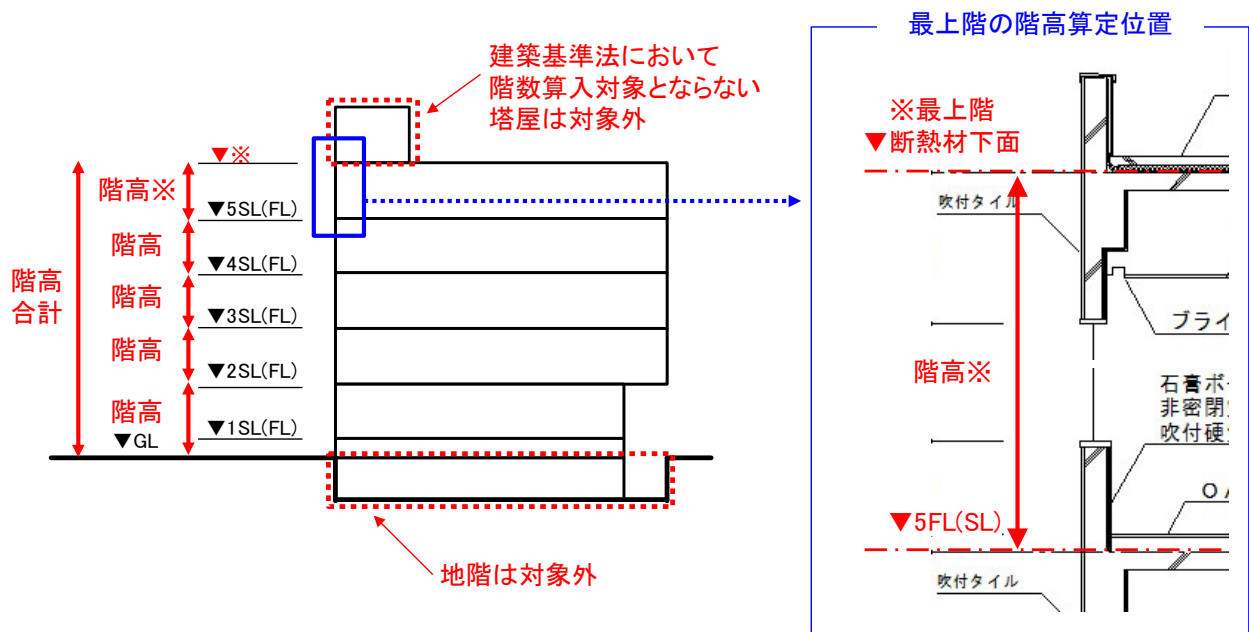 建築基準法において
階数算入対象とならない
塔屋は対象外
▼※
階高※
▼5SL(FL)
階高
▼4SL(FL)
階高
合計
階高
▼3SL(FL)
階高
▼2SL(FL)
階高
▼1SL(FL)
▼GL
地階は対象外
最上階の階高算定位置
※最上階
▼断熱材下面
吹付タイル
ブライ
階高※
石膏ボ
非密閉
吹付硬
▼5FL(SL)
吹付タイル